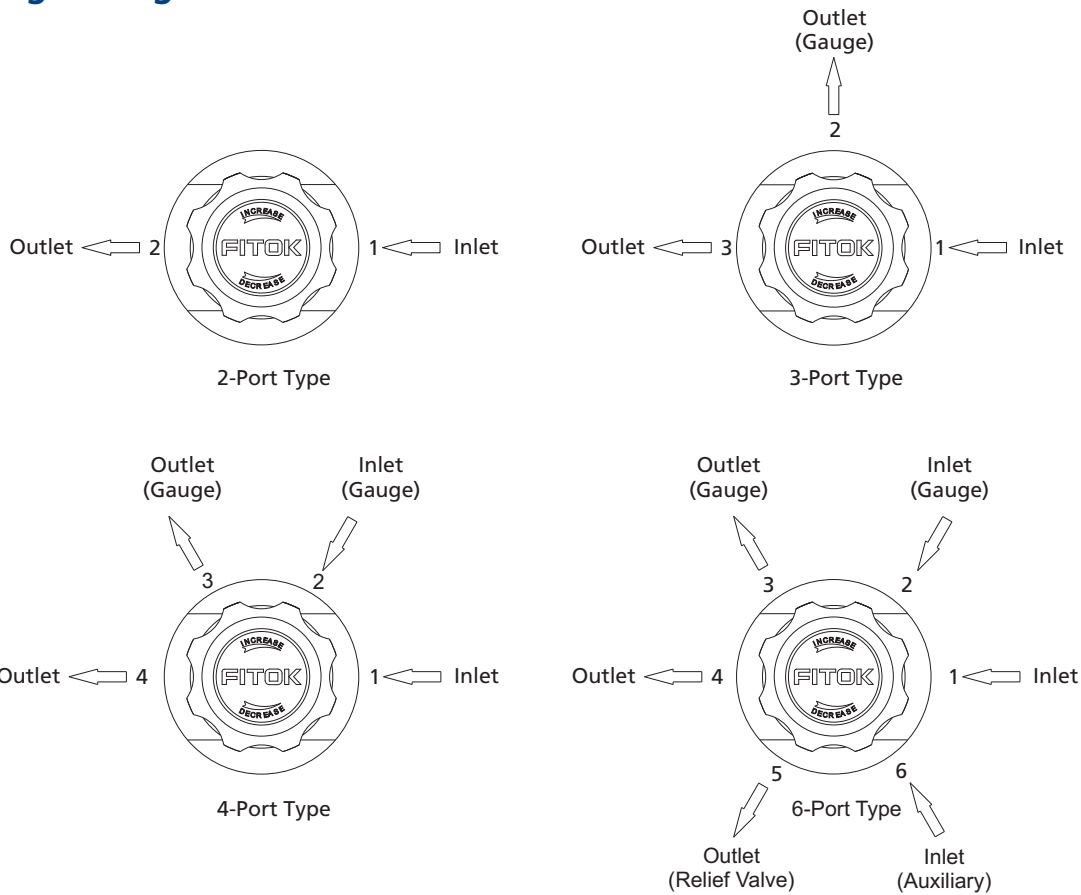 Outlet
(Gauge)
2
Outlet 2 1 Inlet
INCREASE
FITOK
DECREASE
2-Port Type
Outlet 3 1 Inlet
INCREASE
FITOK
DECREASE
3-Port Type
Outlet
(Gauge)
Inlet
(Gauge)
3 2
4 1 Inlet
INCREASE
FITOK
DECREASE
4-Port Type
Outlet
(Gauge)
Inlet
(Gauge)
3 2
Outlet 4 1 Inlet
INCREASE
FITOK
DECREASE
5 6
6-Port Type
Outlet
(Relief Valve)
Inlet
(Auxiliary)